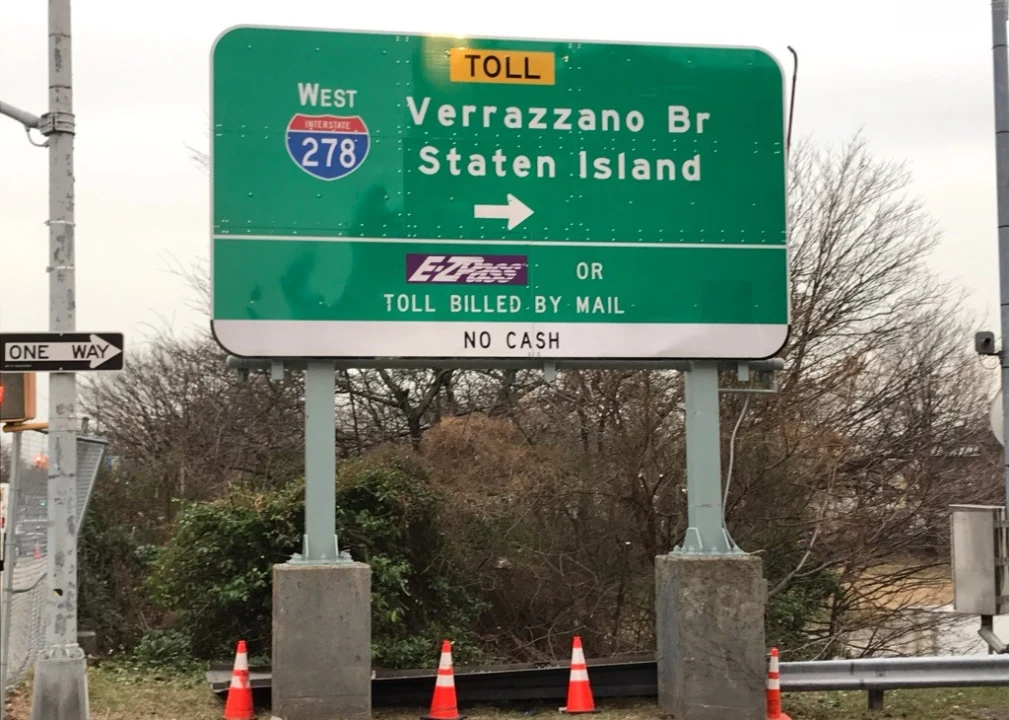 TOLL
WEST
INTERSTATE
278
Verrazzano Br
Staten Island
E-ZPass OR
TOLL BILLED BY MAIL
NO CASH
ONE WAY